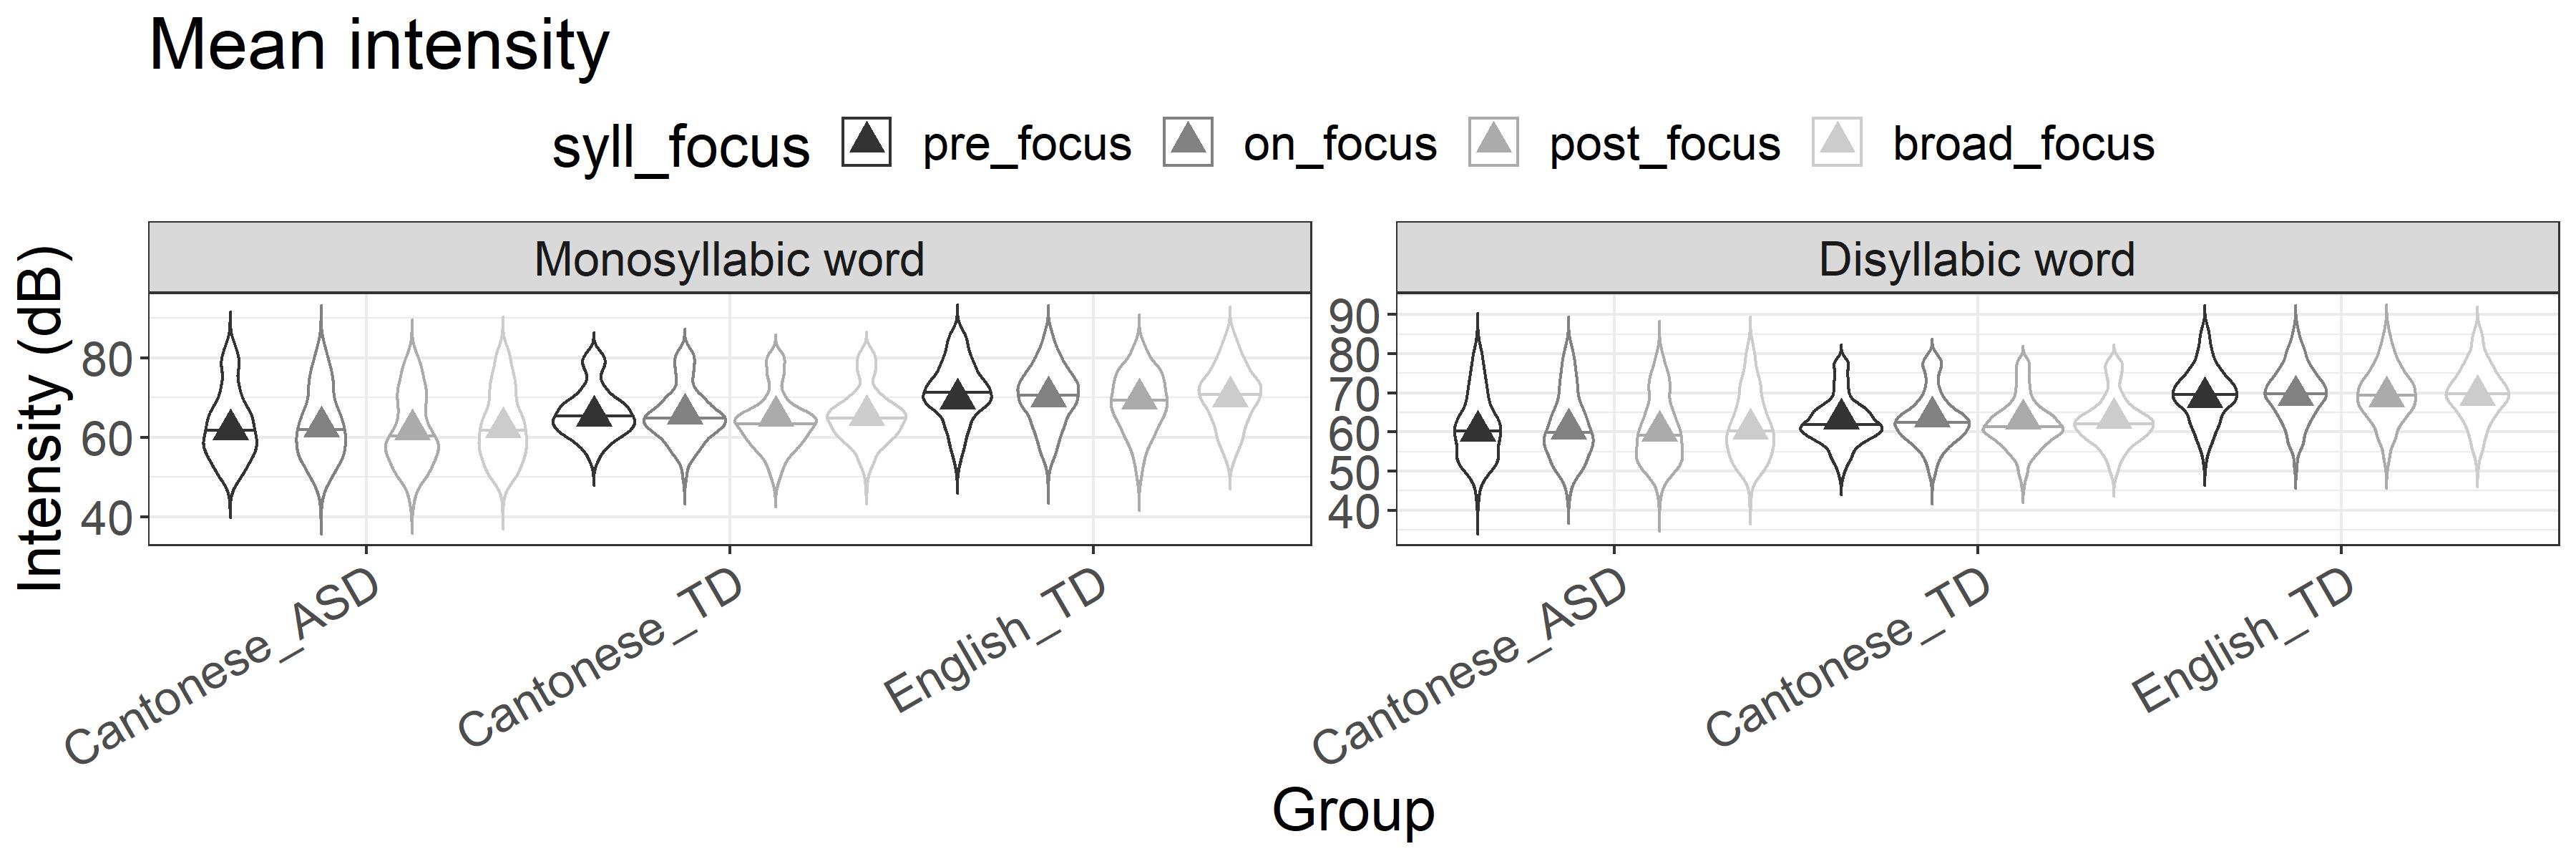 Mean intensity
syll_focus pre_focus on_focus post_focus broad_focus
Monosyllabic word
Disyllabic word
Intensity (dB)
80
60
40
90
80
70
60
50
40
Cantonese_ASD
Cantonese_TD
English_TD
Cantonese_ASD
Cantonese_TD
English_TD
Group